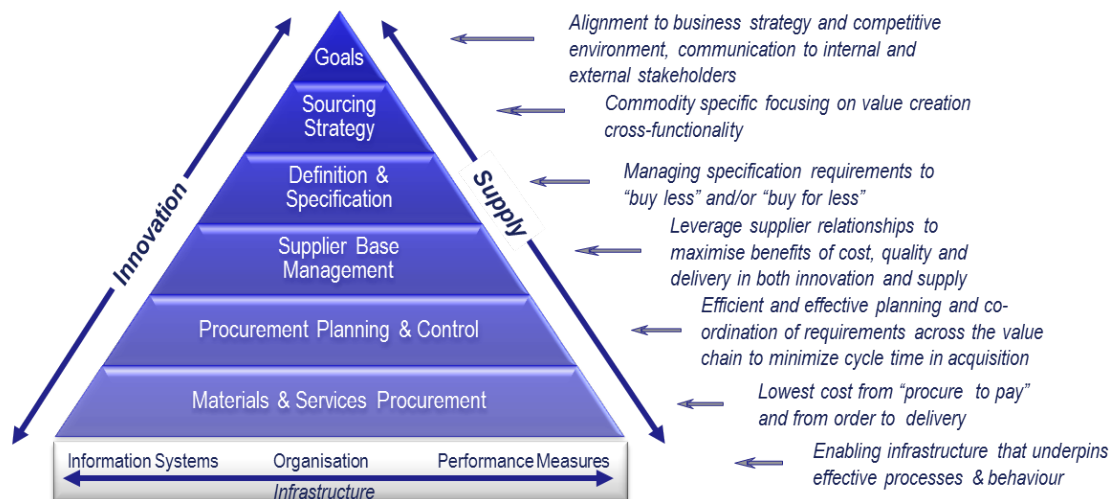 Goals
Alignment to business strategy and competitive
environment, communication to internal and
external stakeholders
Sourcing
Strategy
Commodity specific focusing on value creation
cross-functionality
Definition &
Specification
Managing specification requirements to
“buy less” and/or “buy for less”
Innovation
Supply
Supplier Base
Management
Leverage supplier relationships to
maximise benefits of cost, quality and
delivery in both innovation and supply
Procurement Planning & Control
Efficient and effective planning and co-
ordination of requirements across the value
chain to minimize cycle time in acquisition
Materials & Services Procurement
Lowest cost from “procure to pay”
and from order to delivery
Information Systems
Organisation
Performance Measures
Infrastructure
Enabling infrastructure that underpins
effective processes & behaviour